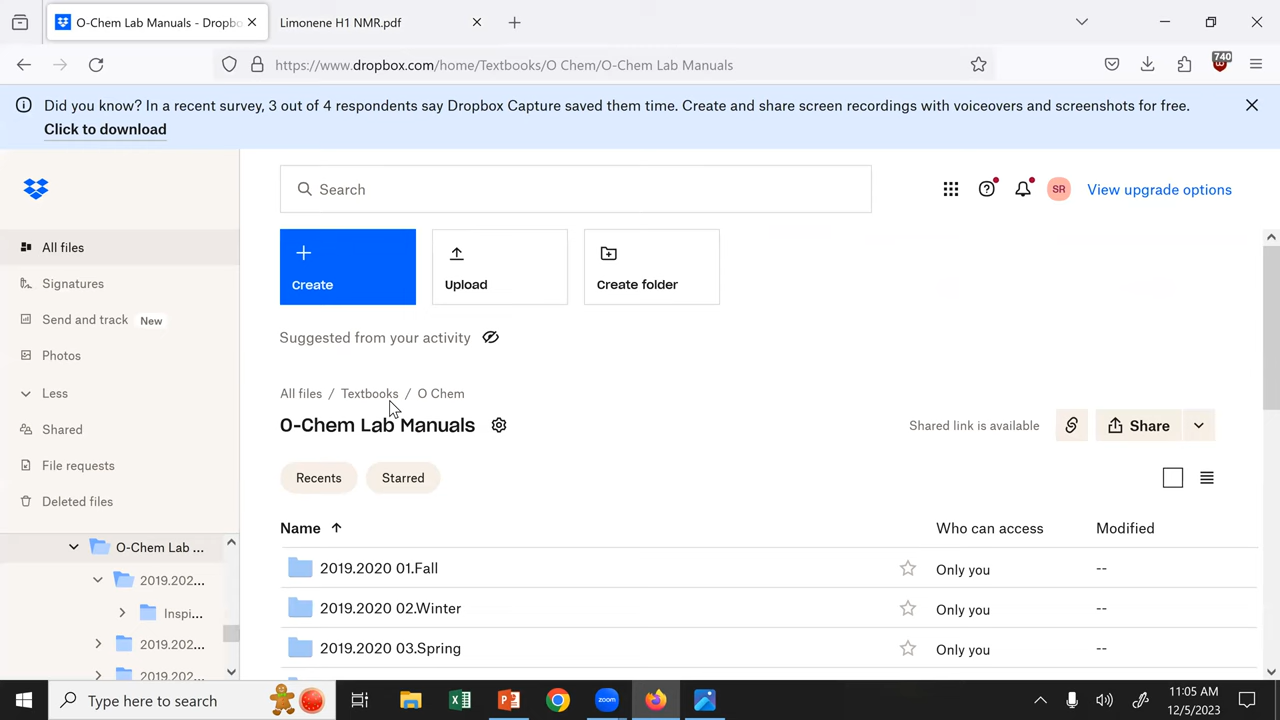 O-Chem Lab Manuals - Dropbo
Limonene H1 NMR.pdf
https://www.dropbox.com/home/Textbooks/O Chem/O-Chem Lab Manuals
740
Did you know? In a recent survey, 3 out of 4 respondents say Dropbox Capture saved them time. Create and share screen recordings with voiceovers and screenshots for free.
Click to download
Search
SR
View upgrade options
All files
Signatures
Send and track New
Photos
Less
Shared
File requests
Deleted files
O-Chem Lab ...
2019.202...
Inspi...
2019.202...
2019.202...
Create
Upload
Create folder
Suggested from your activity
All files / Textbooks / O Chem
O-Chem Lab Manuals
Shared link is available
Share
Recents
Starred
Name
Who can access
Modified
2019.2020 01.Fall
Only you
--
2019.2020 02.Winter
Only you
--
2019.2020 03.Spring
Only you
--
Type here to search
zoom
11:05 AM
12/5/2023